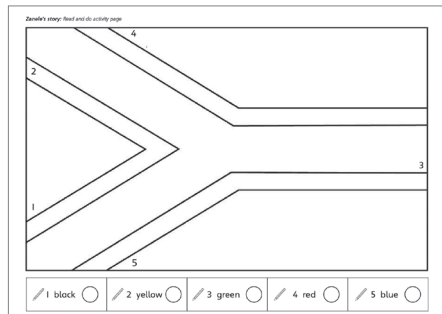 Zanele's story: Read and do activity page
4
2
3
1
5
1 black 2 yellow 3 green 4 red 5 blue